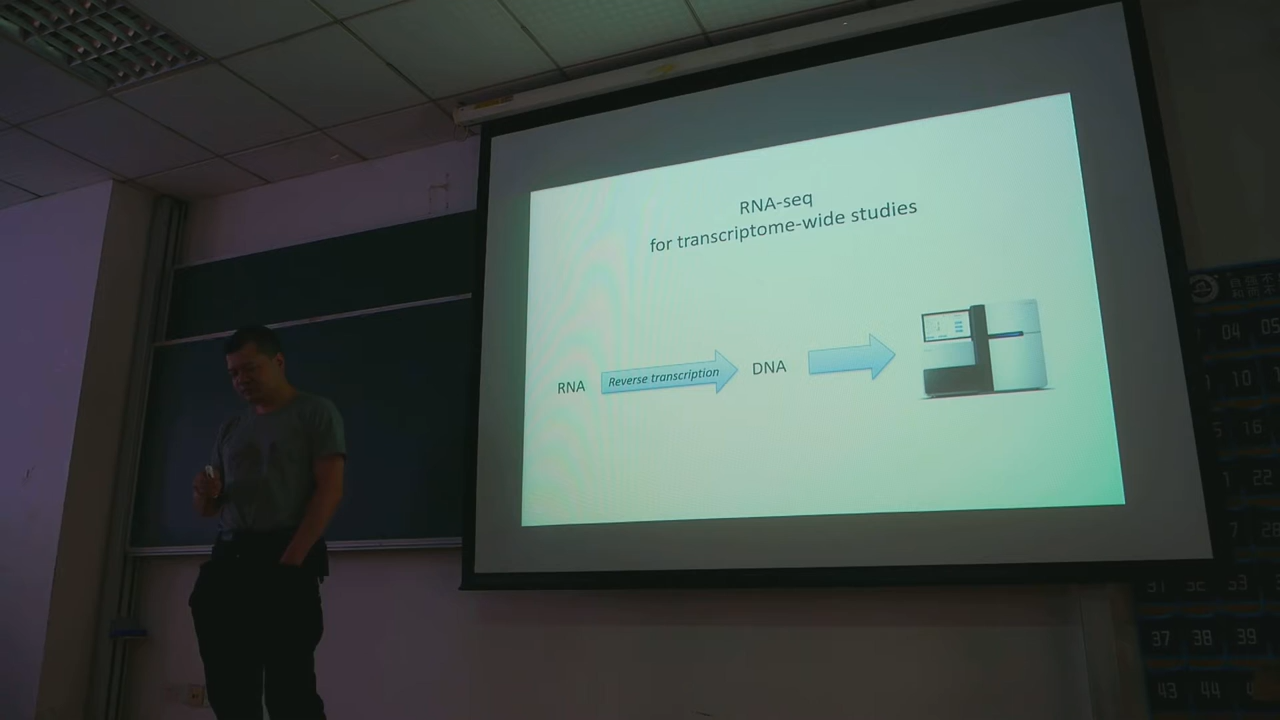 RNA-seq
for transcriptome-wide studies
RNA
Reverse transcription
DNA
04 05
10
16
22
37 38 39
43 44